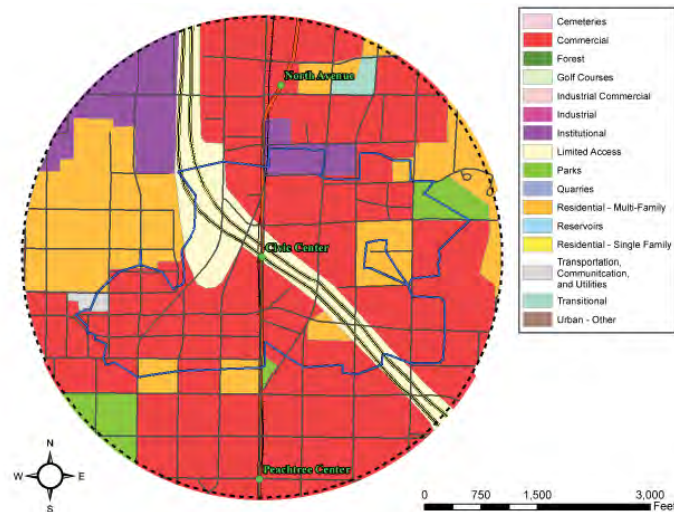 North Avenue
Civic Center
Peachtree Center
N
W
E
S
Cemeteries
Commercial
Forest
Golf Courses
Industrial Commercial
Industrial
Institutional
Limited Access
Parks
Quarries
Residential - Multi-Family
Reservoirs
Residential - Single Family
Transportation,
Communitcation,
and Utilities
Transitional
Urban - Other
0 750 1,500 3,000
Feet